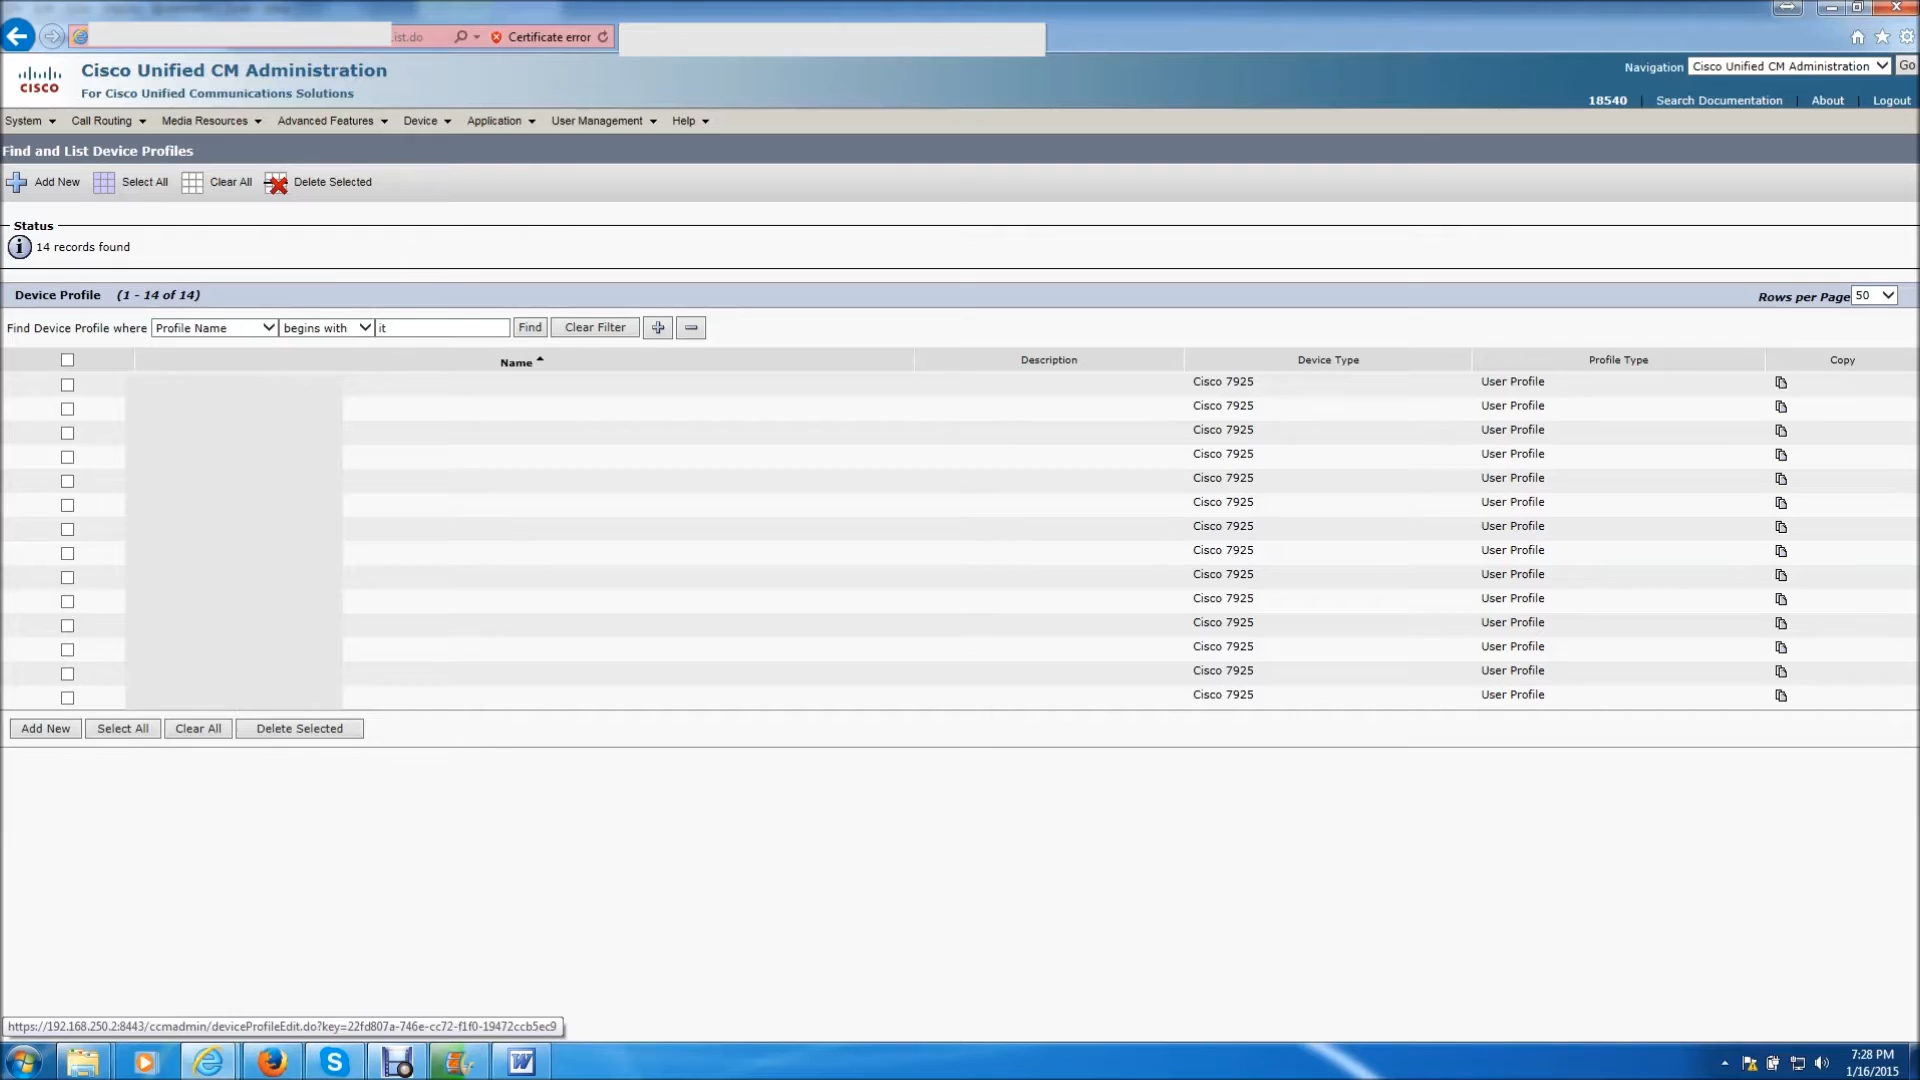 ist.do
Certificate error
CISCO
Cisco Unified CM Administration
For Cisco Unified Communications Solutions
Navigation Cisco Unified CM Administration Go
18540 Search Documentation About Logout
System Call Routing Media Resources Advanced Features Device Application User Management Help
Find and List Device Profiles
Add New Select All Clear All Delete Selected
Status
14 records found
Device Profile (1 - 14 of 14) Rows per Page 50
Find Device Profile where Profile Name begins with it Find Clear Filter
Name Description Device Type Profile Type Copy
Cisco 7925 User Profile
Cisco 7925 User Profile
Cisco 7925 User Profile
Cisco 7925 User Profile
Cisco 7925 User Profile
Cisco 7925 User Profile
Cisco 7925 User Profile
Cisco 7925 User Profile
Cisco 7925 User Profile
Cisco 7925 User Profile
Cisco 7925 User Profile
Cisco 7925 User Profile
Cisco 7925 User Profile
Cisco 7925 User Profile
Add New Select All Clear All Delete Selected
https://192.168.250.2:8443/ccmadmin/deviceProfileEdit.do?key=22fd807a-746e-cc72-f1f0-19472ccb5ec9
7:28 PM
1/16/2015